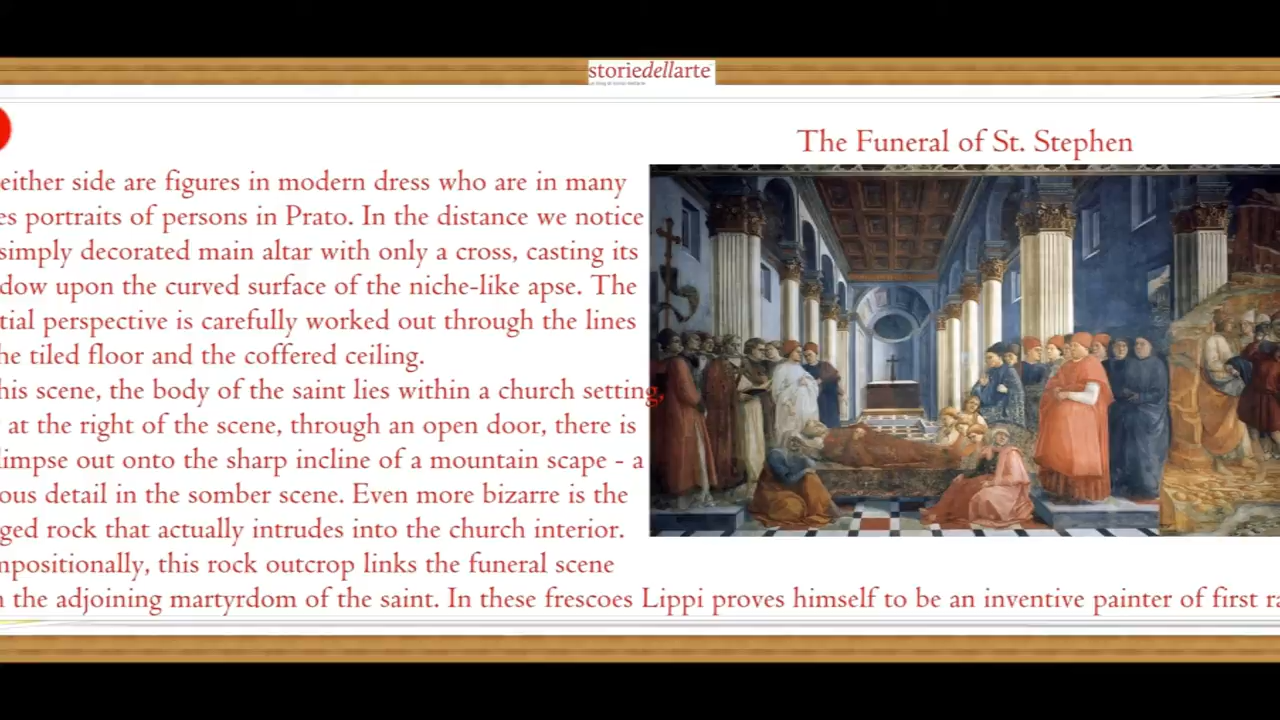 storiedellarte
The Funeral of St. Stephen
either side are figures in modern dress who are in many
es portraits of persons in Prato. In the distance we notice
simply decorated main altar with only a cross, casting its
dow upon the curved surface of the niche-like apse. The
tial perspective is carefully worked out through the lines
he tiled floor and the coffered ceiling.
his scene, the body of the saint lies within a church setting,
at the right of the scene, through an open door, there is
limpse out onto the sharp incline of a mountain scape - a
ous detail in the somber scene. Even more bizarre is the
ged rock that actually intrudes into the church interior.
npositionally, this rock outcrop links the funeral scene
n the adjoining martyrdom of the saint. In these frescoes Lippi proves himself to be an inventive painter of first ra